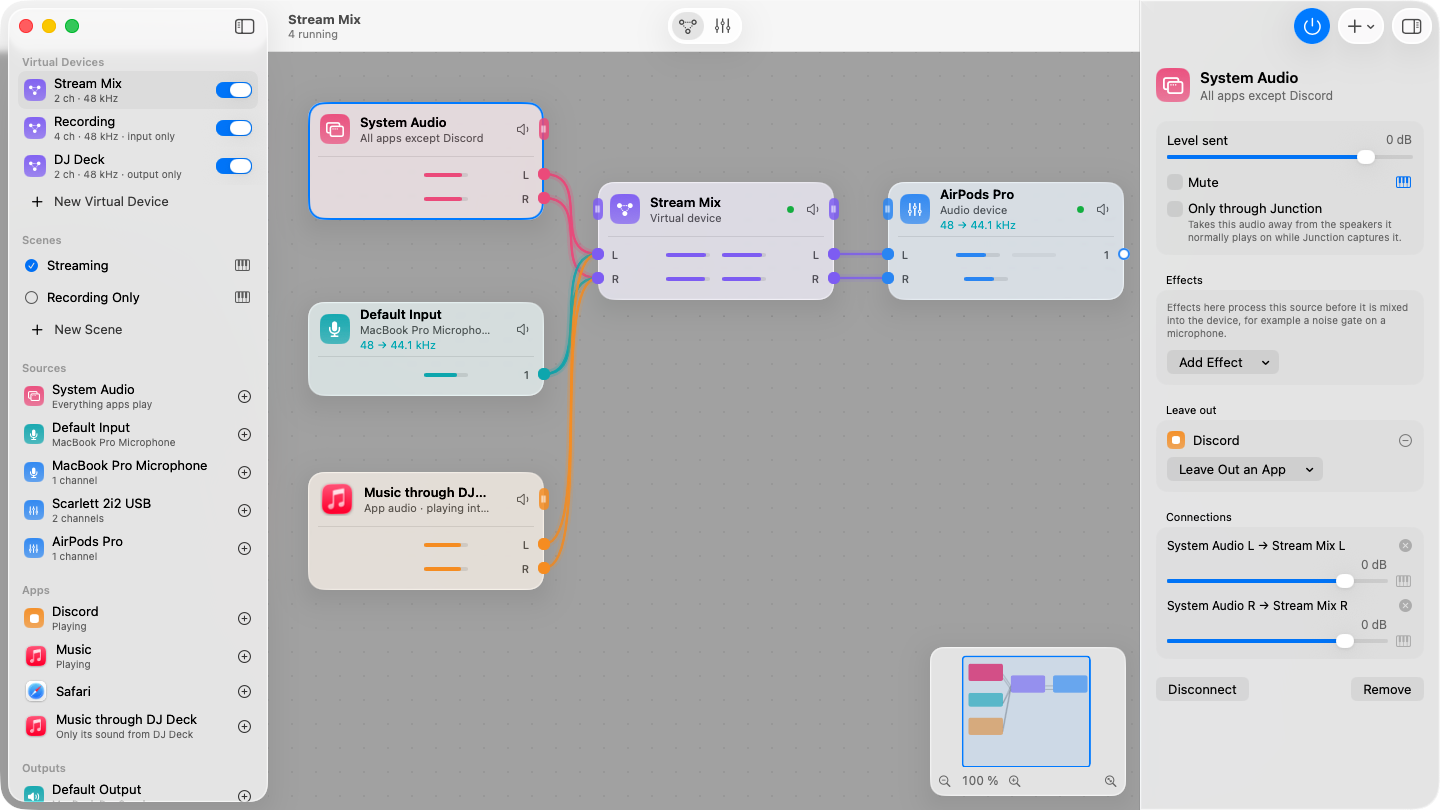 Stream Mix
4 running
Virtual Devices
Stream Mix
2 ch · 48 kHz
Recording
4 ch · 48 kHz · input only
DJ Deck
2 ch · 48 kHz · output only
New Virtual Device
Scenes
Streaming
Recording Only
New Scene
Sources
System Audio
Everything apps play
Default Input
MacBook Pro Microphone
MacBook Pro Microphone
1 channel
Scarlett 2i2 USB
2 channels
AirPods Pro
1 channel
Apps
Discord
Playing
Music
Playing
Safari
Music through DJ Deck
Only its sound from DJ Deck
Outputs
Default Output
System Audio
All apps except Discord
L
R
Default Input
MacBook Pro Micropho...
48 → 44.1 kHz
1
Music through DJ...
App audio · playing int...
L
R
Stream Mix
Virtual device
L L
R R
AirPods Pro
Audio device
48 → 44.1 kHz
L 1
R
100 %
System Audio
All apps except Discord
Level sent 0 dB
Mute
Only through Junction
Takes this audio away from the speakers it
normally plays on while Junction captures it.
Effects
Effects here process this source before it is mixed
into the device, for example a noise gate on a
microphone.
Add Effect
Leave out
Discord
Leave Out an App
Connections
System Audio L → Stream Mix L
0 dB
System Audio R → Stream Mix R
0 dB
Disconnect Remove